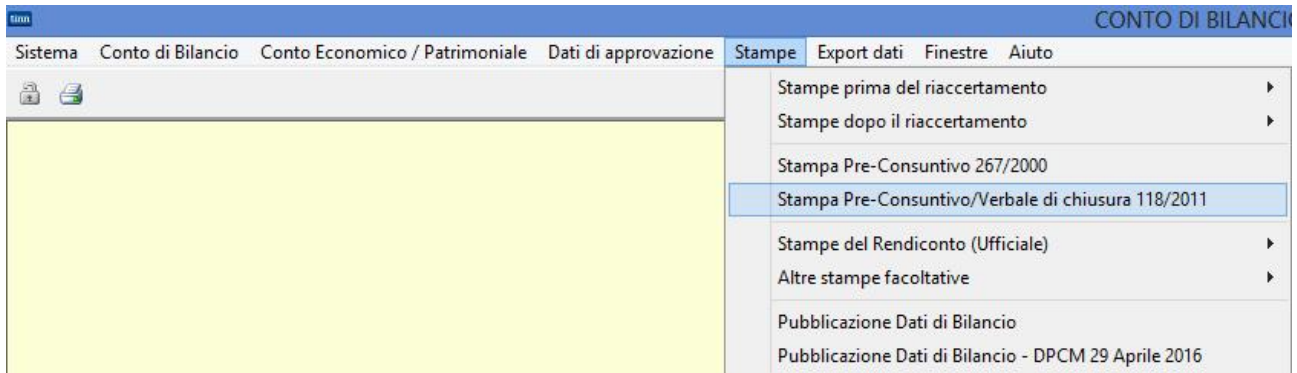 tinn
CONTO DI BILANCI
Sistema Conto di Bilancio Conto Economico / Patrimoniale Dati di approvazione Stampe Export dati Finestre Aiuto
Stampe prima del riaccertamento
Stampe dopo il riaccertamento
Stampa Pre-Consuntivo 267/2000
Stampa Pre-Consuntivo/Verbale di chiusura 118/2011
Stampe del Rendiconto (Ufficiale)
Altre stampe facoltative
Pubblicazione Dati di Bilancio
Pubblicazione Dati di Bilancio - DPCM 29 Aprile 2016